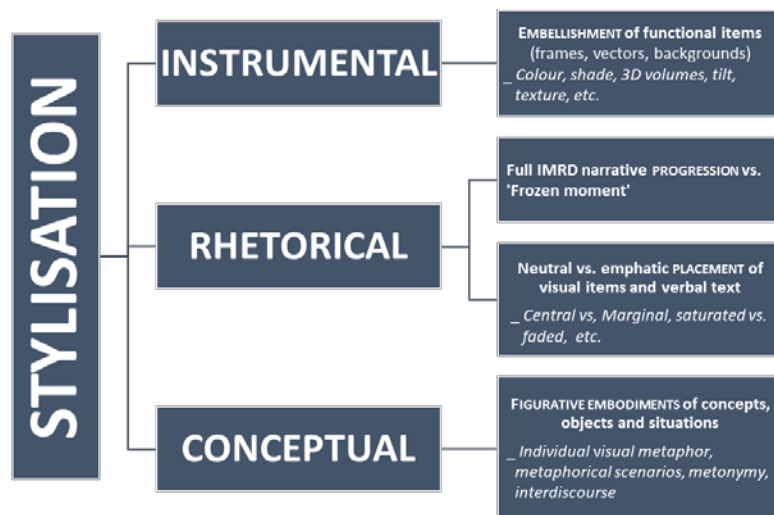 STYLISATION
INSTRUMENTAL
EMBELLISHMENT of functional items
(frames, vectors, backgrounds)
_ Colour, shade, 3D volumes, tilt,
texture, etc.
RHETORICAL
Full IMRD narrative PROGRESSION vs.
'Frozen moment'
Neutral vs. emphatic PLACEMENT of
visual items and verbal text
_ Central vs, Marginal, saturated vs.
faded, etc.
CONCEPTUAL
FIGURATIVE EMBODIMENTS of concepts,
objects and situations
_ Individual visual metaphor,
metaphorical scenarios, metonymy,
interdiscourse